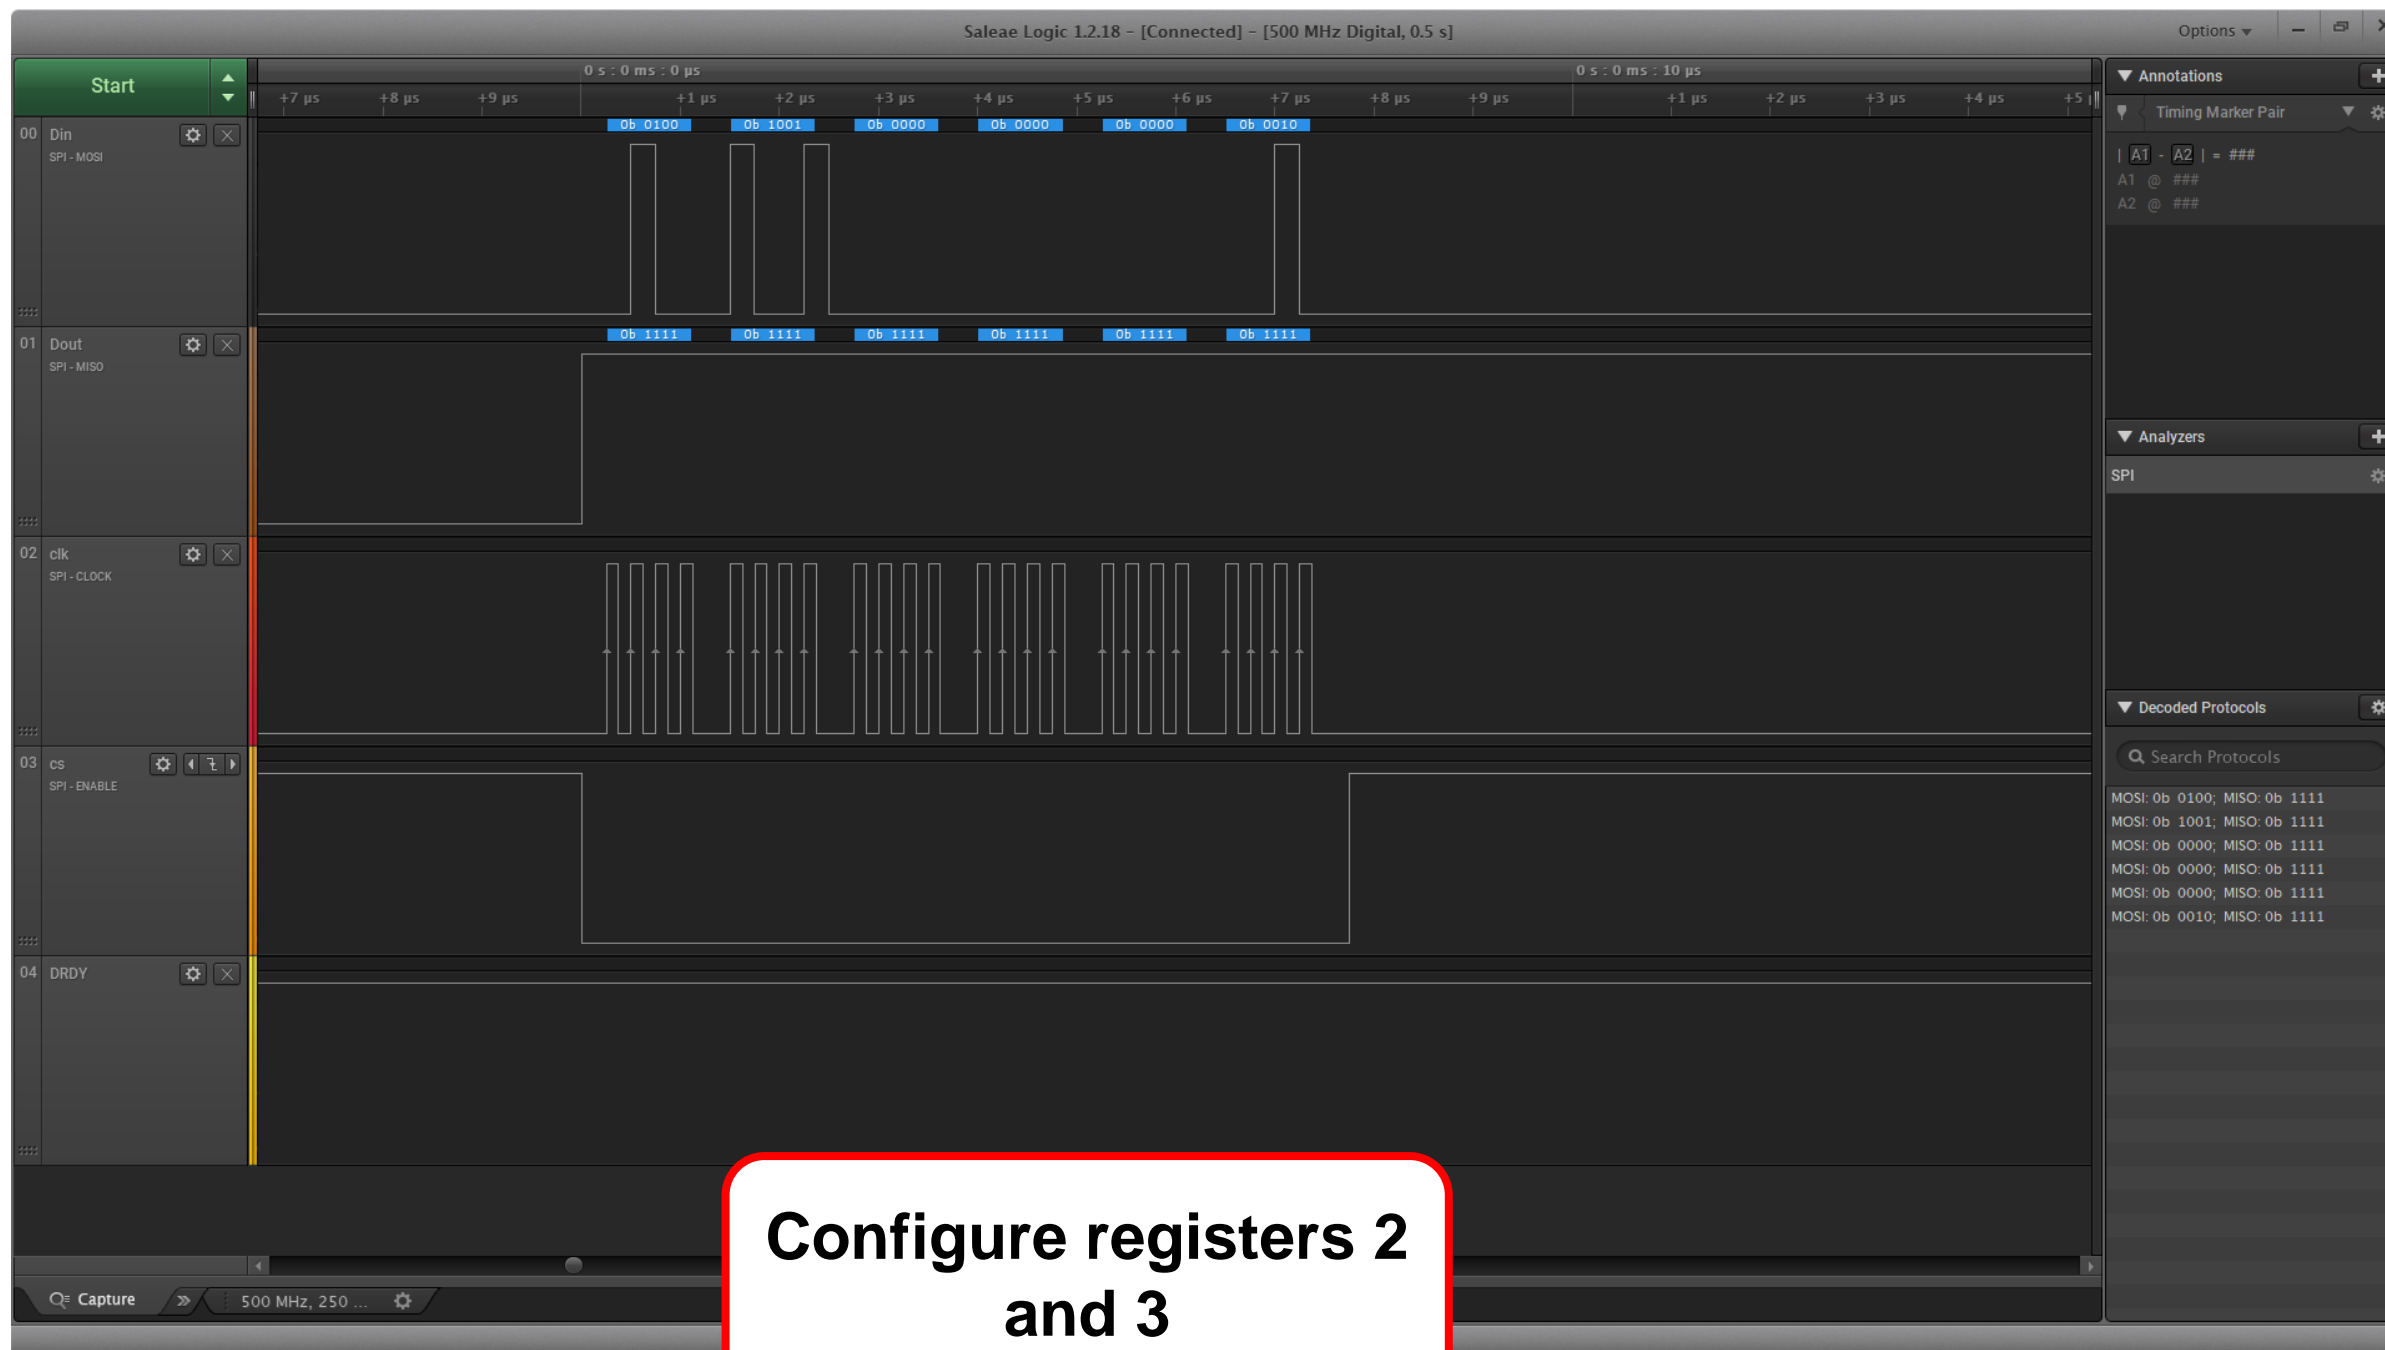 Saleae Logic 1.2.18 - [Connected] - [500 MHz Digital, 0.5 s]
Options
Start
0 s : 0 ms : 0 µs
0 s : 0 ms : 10 µs
+7 µs +8 µs +9 µs +1 µs +2 µs +3 µs +4 µs +5 µs +6 µs +7 µs +8 µs +9 µs +1 µs +2 µs +3 µs +4 µs +5
00 Din
SPI - MOSI
0b 0100 0b 1001 0b 0000 0b 0000 0b 0000 0b 0010
01 Dout
SPI - MISO
0b 1111 0b 1111 0b 1111 0b 1111 0b 1111 0b 1111
02 clk
SPI - CLOCK
03 cs
SPI - ENABLE
04 DRDY
Capture
500 MHz, 250 ...
Configure registers 2
and 3
Annotations
Timing Marker Pair
| A1 - A2 | = ###
A1 @ ###
A2 @ ###
Analyzers
SPI
Decoded Protocols
Search Protocols
MOSI: 0b 0100; MISO: 0b 1111
MOSI: 0b 1001; MISO: 0b 1111
MOSI: 0b 0000; MISO: 0b 1111
MOSI: 0b 0000; MISO: 0b 1111
MOSI: 0b 0000; MISO: 0b 1111
MOSI: 0b 0010; MISO: 0b 1111